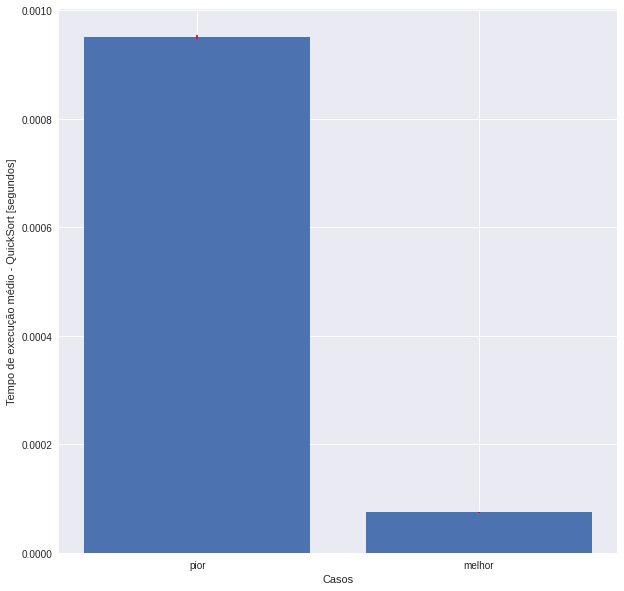 0.0010
0.0008
0.0006
0.0004
0.0002
0.0000
Tempo de execução médio - QuickSort [segundos]
pior
melhor
Casos